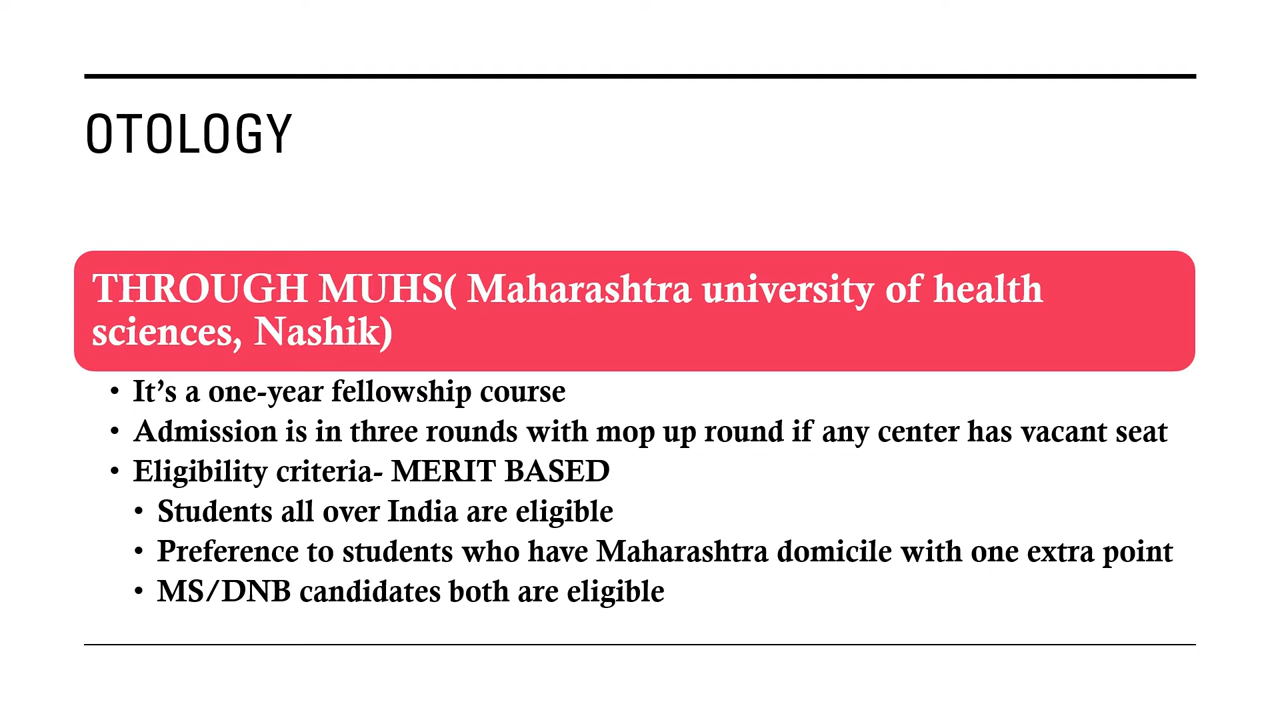 OTOLOGY
THROUGH MUHS( Maharashtra university of health
sciences, Nashik)
• It's a one-year fellowship course
• Admission is in three rounds with mop up round if any center has vacant seat
• Eligibility criteria- MERIT BASED
• Students all over India are eligible
• Preference to students who have Maharashtra domicile with one extra point
• MS/DNB candidates both are eligible